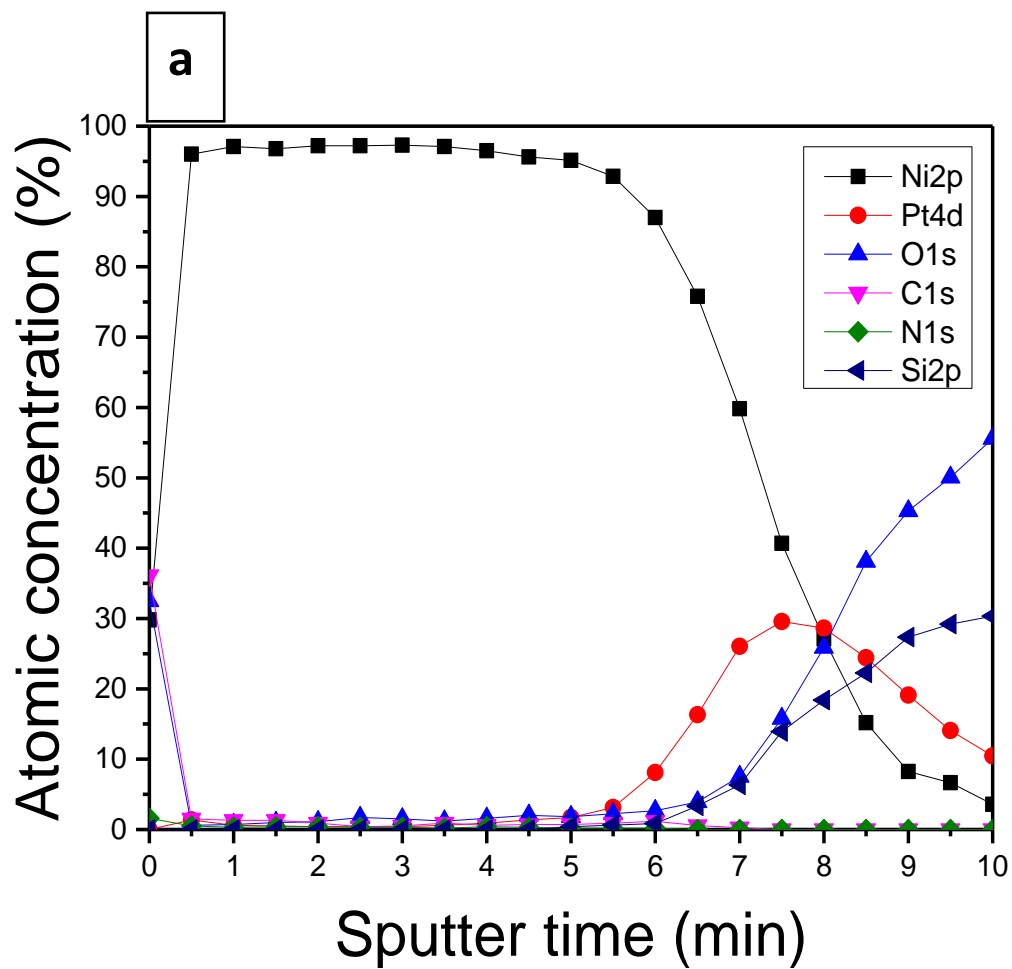 a
Atomic concentration (%)
100
90
80
70
60
50
40
30
20
10
0
Ni2p
Pt4d
O1s
C1s
N1s
Si2p
0 1 2 3 4 5 6 7 8 9 10
Sputter time (min)